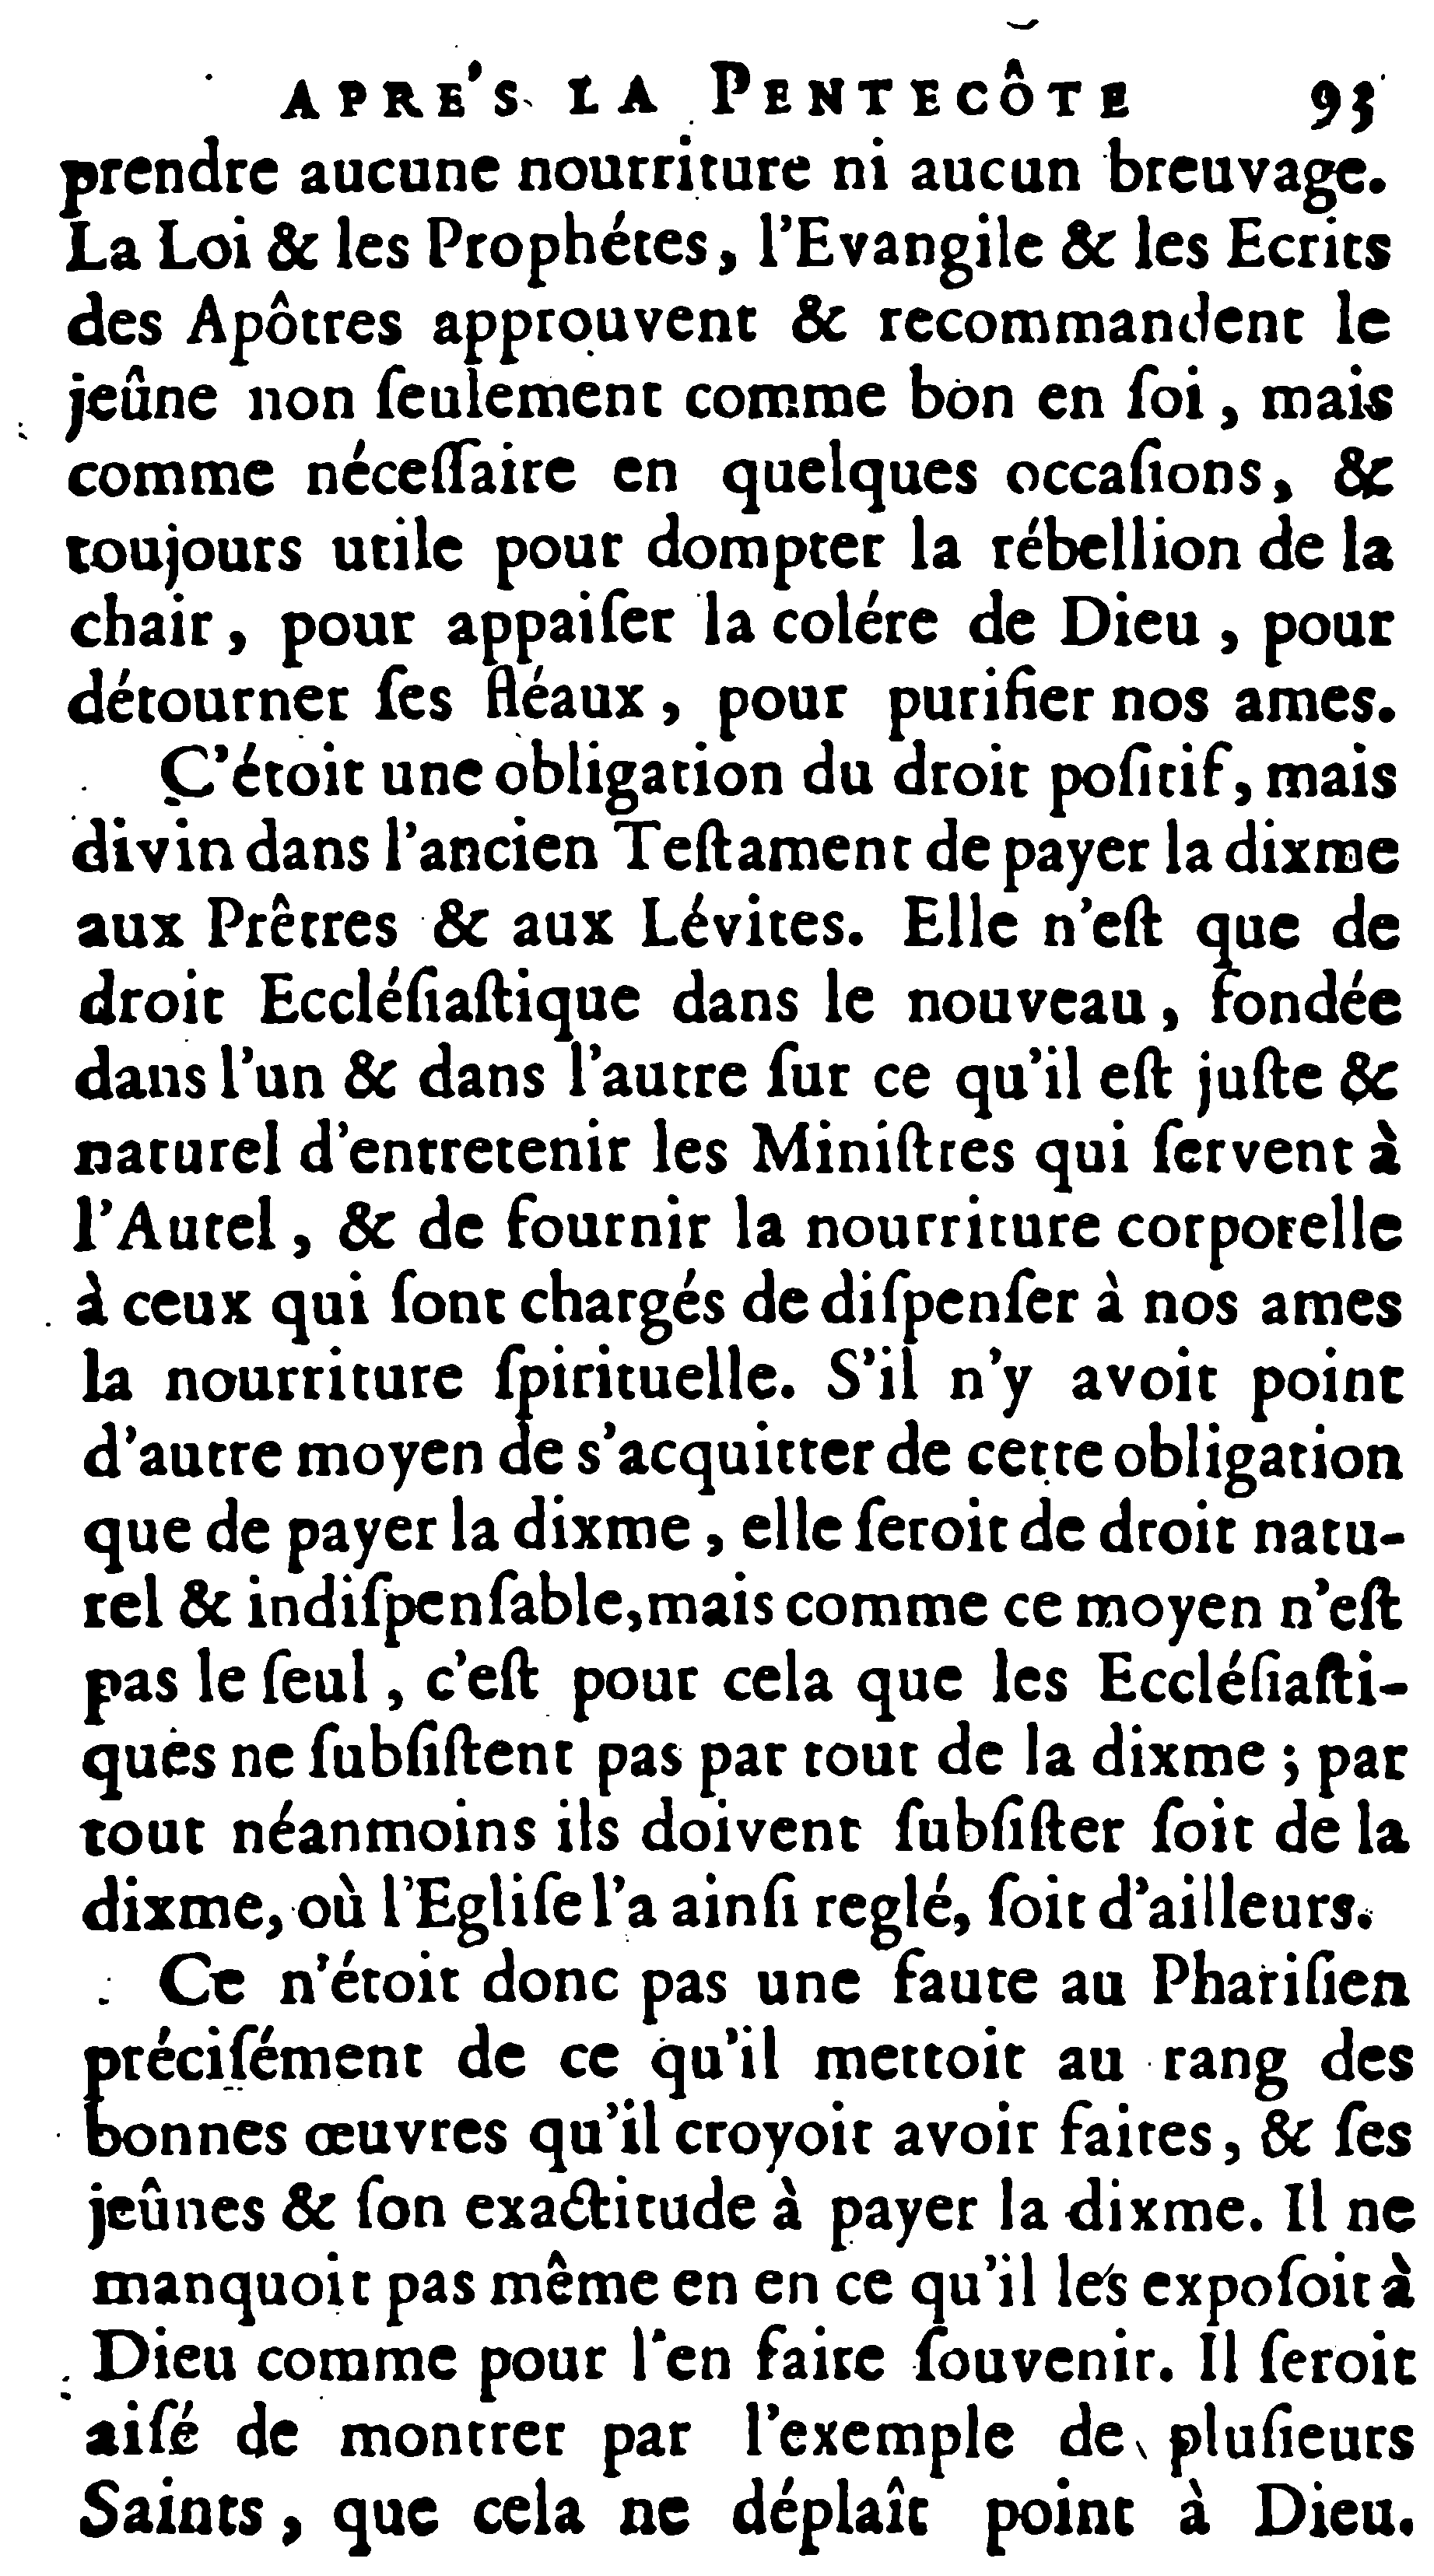 APRE'S LA PENTECÔTE 93
prendre aucune nourriture ni aucun breuvage.
La Loi & les Prophétes, l'Evangile & les Ecrits
des Apôtres approuvent & recommandent le
jeûne non ſeulement comme bon en ſoi, mais
comme néceſſaire en quelques occaſions, &
toujours utile pour dompter la rébellion de la
chair, pour appaiſer la colére de Dieu, pour
détourner ſes fléaux, pour purifier nos ames.
C'étoit une obligation du droit poſitif, mais
divin dans l'ancien Teſtament de payer la dixme
aux Prêtres & aux Lévites. Elle n'eſt que de
droit Eccléſiaſtique dans le nouveau, fondée
dans l'un & dans l'autre ſur ce qu'il eſt juſte &
naturel d'entretenir les Miniſtres qui ſervent à
l'Autel, & de fournir la nourriture corporelle
à ceux qui ſont chargés de diſpenſer à nos ames
la nourriture ſpirituelle. S'il n'y avoit point
d'autre moyen de s'acquitter de cette obligation
que de payer la dixme, elle ſeroit de droit natu-
rel & indiſpenſable, mais comme ce moyen n'eſt
pas le ſeul, c'eſt pour cela que les Eccléſiaſti-
ques ne ſubſiſtent pas par tout de la dixme; par
tout néanmoins ils doivent ſubſiſter ſoit de la
dixme, où l'Egliſe l'a ainſi reglé, ſoit d'ailleurs.
Ce n'étoit donc pas une faute au Phariſien
préciſément de ce qu'il mettoit au rang des
bonnes œuvres qu'il croyoit avoir faites, & ſes
jeûnes & ſon exactitude à payer la dixme. Il ne
manquoit pas même en en ce qu'il les expoſoit à
Dieu comme pour l'en faire ſouvenir. Il ſeroit
aiſé de montrer par l'exemple de pluſieurs
Saints, que cela ne déplaît point à Dieu.